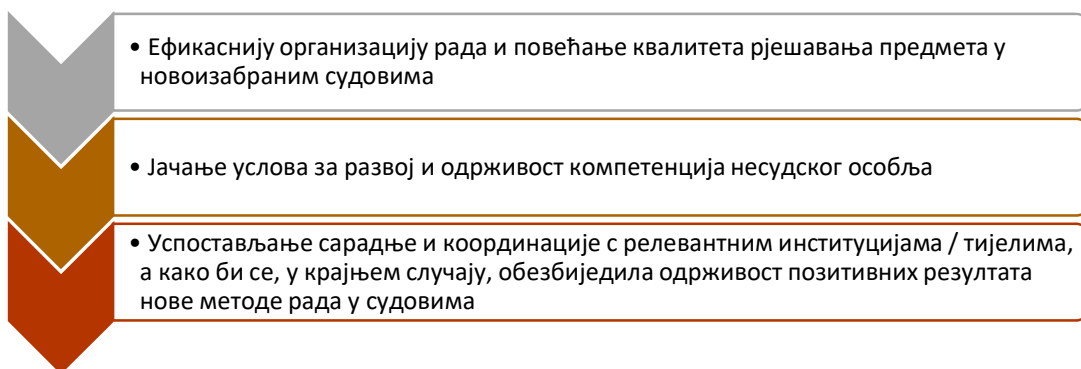 • Ефикаснију организацију рада и повећање квалитета рјешавања предмета у
новоизабраним судовима
• Јачање услова за развој и одрживост компетенција несудског особља
• Успостављање сарадње и координације с релевантним институцијама / тијелима,
а како би се, у крајњем случају, обезбиједила одрживост позитивних резултата
нове методе рада у судовима